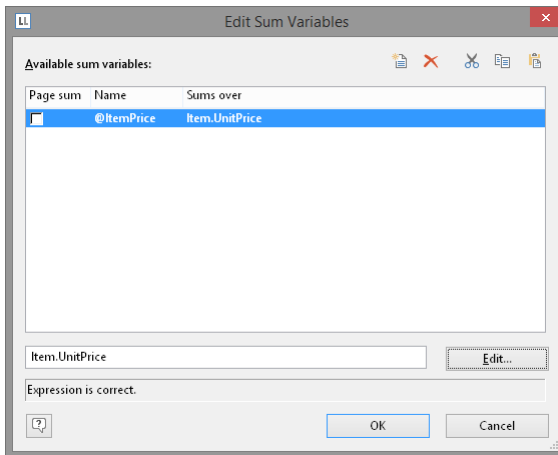 LL Edit Sum Variables
Available sum variables:
Page sum Name Sums over
@ItemPrice Item.UnitPrice
Item.UnitPrice Edit...
Expression is correct.
? OK Cancel